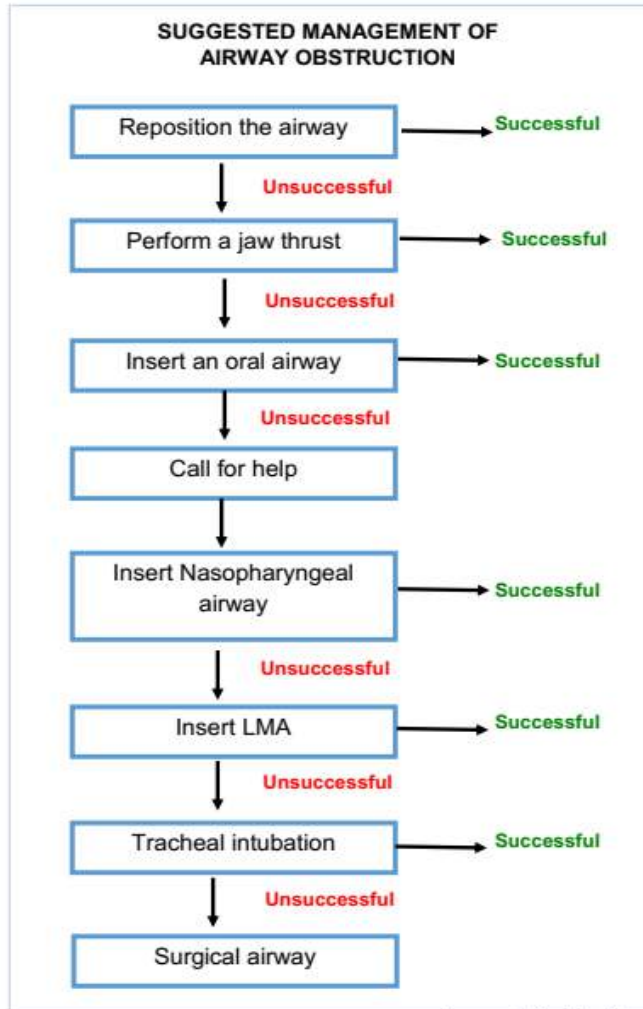 SUGGESTED MANAGEMENT OF
AIRWAY OBSTRUCTION
Reposition the airway
Successful
Unsuccessful
Perform a jaw thrust
Successful
Unsuccessful
Insert an oral airway
Successful
Unsuccessful
Call for help
Insert Nasopharyngeal
airway
Successful
Unsuccessful
Insert LMA
Successful
Unsuccessful
Tracheal intubation
Successful
Unsuccessful
Surgical airway